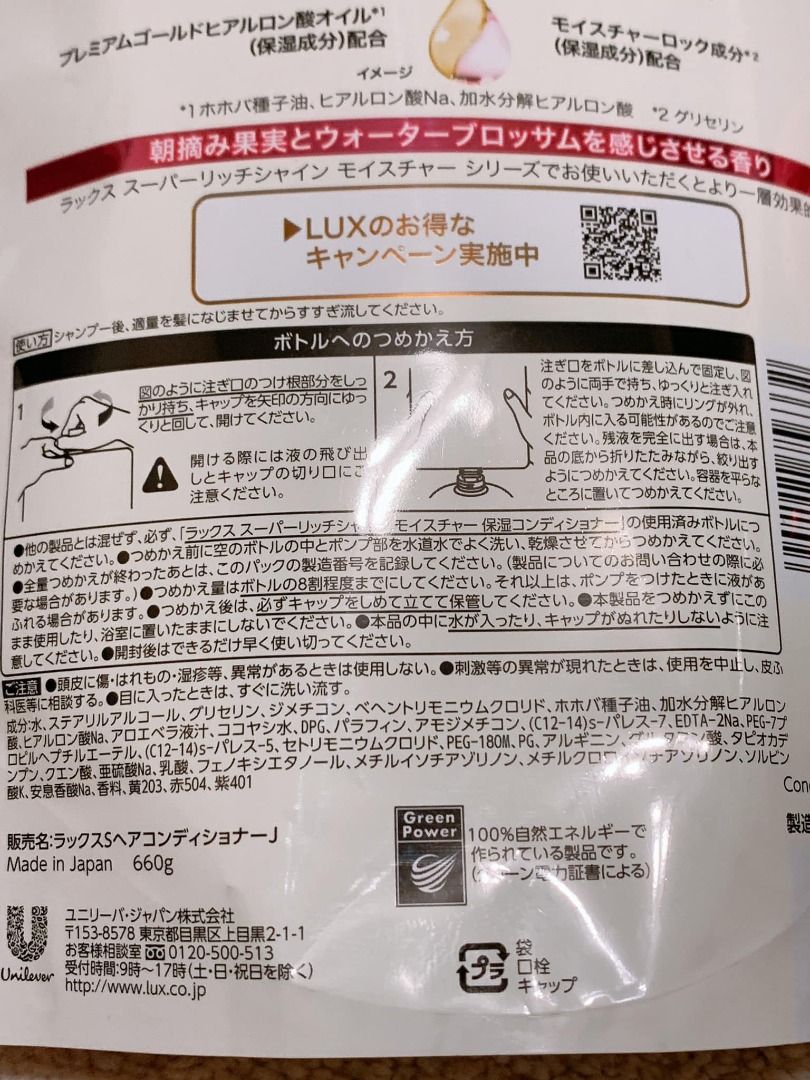 プレミアムゴールドヒアルロン酸オイル*1
(保湿成分)配合
モイスチャーロック成分*2
(保湿成分)配合
イメージ
*1ホホバ種子油、ヒアルロン酸Na、加水分解ヒアルロン酸 *2 グリセリン
朝摘み果実とウォーターブロッサムを感じさせる香り
ラックス スーパーリッチシャイン モイスチャー シリーズでお使いいただくとより一層効果的
▶LUXのお得な
キャンペーン実施中
使い方 シャンプー後、適量を髪になじませてからすすぎ流してください。
ボトルへのつめかえ方
1
図のように注ぎ口のつけ根部分をしっ
かり持ち、キャップを矢印の方向にゆっ
くりと回して、開けてください。
開ける際には液の飛び出
しとキャップの切り口にご
注意ください。
2
注ぎ口をボトルに差し込んで固定し、図
のように両手で持ち、ゆっくりと注ぎ入れ
てください。つめかえ時にリングが外れ、
ボトル内に入る可能性があるのでご注意
ください。残液を完全に出す場合は、本
品の底から折りたたみながら、絞り出す
ようにつめかえてください。容器を平らな
ところに置いてつめかえてください。
●他の製品とは混ぜず、必ず、「ラックス スーパーリッチシャイン モイスチャー 保湿コンディショナー」の使用済みボトルにつ
めかえてください。●つめかえ前に空のボトルの中とポンプ部を水道水でよく洗い、乾燥させてからつめかえてください。
●全量つめかえが終わったあとは、このパックの製造番号を記録してください。(製品についてのお問い合わせの際に必
要な場合があります。)●つめかえ量はボトルの8割程度までにしてください。それ以上は、ポンプをつけたときに液があ
ふれる場合があります。●つめかえ後は、必ずキャップをしめて立てて保管してください。●本製品をつめかえずにこの
まま使用したり、浴室に置いたままにしないでください。●本品の中に水が入ったり、キャップがぬれたりしないように注
意してください。●開封後はできるだけ早く使い切ってください。
ご注意 ●頭皮に傷・はれもの・湿疹等、異常があるときは使用しない。●刺激等の異常が現れたときは、使用を中止し、皮ふ
科医等に相談する。●目に入ったときは、すぐに洗い流す。
成分:水、ステアリルアルコール、グリセリン、ジメチコン、ベヘントリモニウムクロリド、ホホバ種子油、加水分解ヒアルロン
酸、ヒアルロン酸Na、アロエベラ液汁、ココヤシ水、DPG、パラフィン、アモジメチコン、(C12-14)s-パレス-7、EDTA-2Na、PEG-7プ
ロピルヘプチルエーテル、(C12-14)s-パレス-5、セトリモニウムクロリド、PEG-180M、PG、アルギニン、グルタミン酸、タピオカデ
ンプン、クエン酸、亜硫酸Na、乳酸、フェノキシエタノール、メチルイソチアゾリノン、メチルクロロイソチアゾリノン、ソルビン
酸K、安息香酸Na、香料、黄203、赤504、紫401
Con
製造
販売名:ラックスSヘアコンディショナーJ
Made in Japan 660g
Green
Power
100%自然エネルギーで
作られている製品です。
(グリーン電力証書による)
Unilever
ユニリーバ・ジャパン株式会社
〒153-8578 東京都目黒区上目黒2-1-1
お客様相談室 0120-500-513
受付時間:9時～17時(土・日・祝日を除く)
http://www.lux.co.jp
プラ
袋
口栓
キャップ